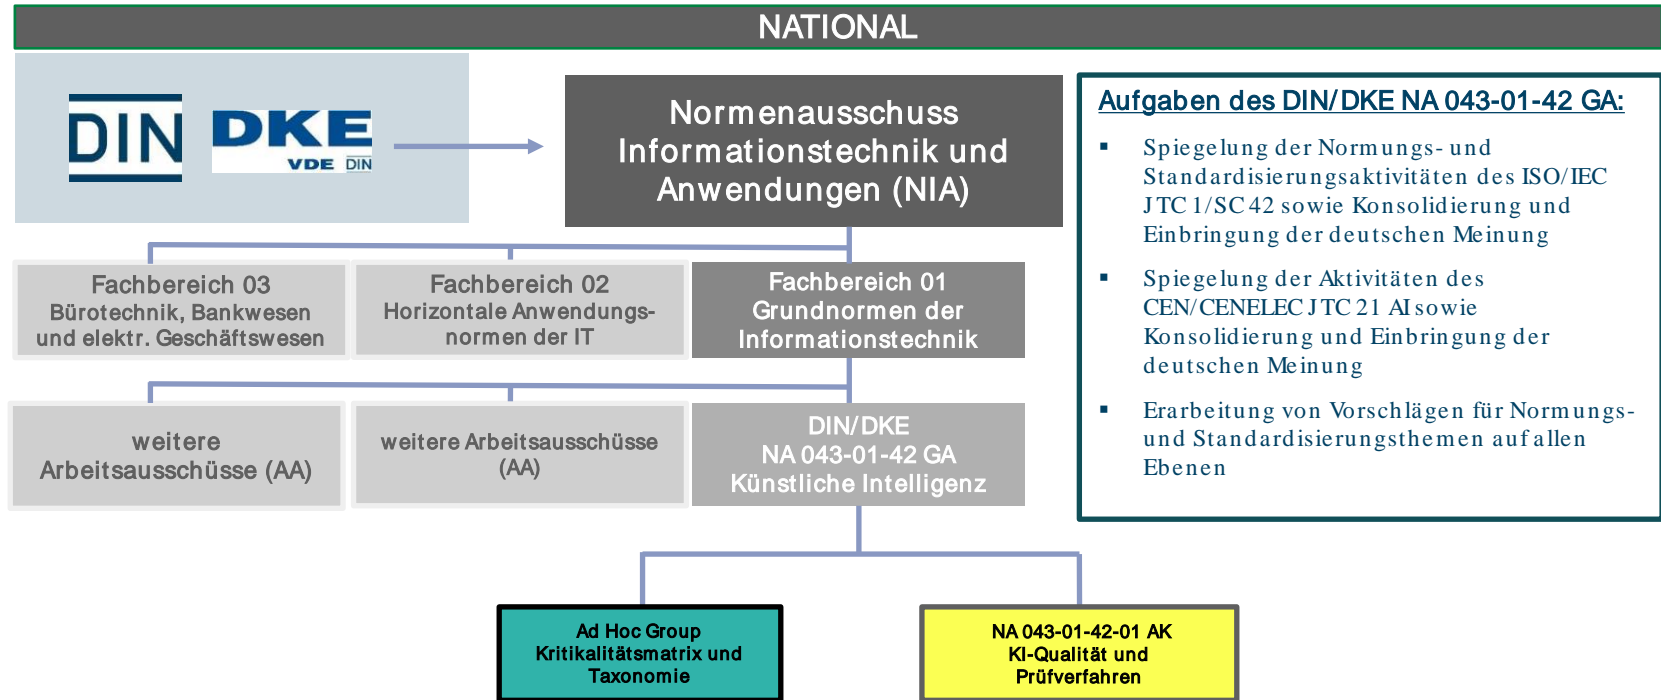 NATIONAL
DIN
DKE
VDE DIN
Normenausschuss
Informationstechnik und
Anwendungen (NIA)
Aufgaben des DIN/DKE NA 043-01-42 GA:
▪ Spiegelung der Normungs- und
Standardisierungsaktivitäten des ISO/IEC
JTC 1/SC 42 sowie Konsolidierung und
Einbringung der deutschen Meinung
▪ Spiegelung der Aktivitäten des
CEN/CENELEC JTC 21 AI sowie
Konsolidierung und Einbringung der
deutschen Meinung
▪ Erarbeitung von Vorschlägen für Normungs-
und Standardisierungsthemen auf allen
Ebenen
Fachbereich 03
Bürotechnik, Bankwesen
und elektr. Geschäftswesen
Fachbereich 02
Horizontale Anwendungs-
normen der IT
Fachbereich 01
Grundnormen der
Informationstechnik
weitere
Arbeitsausschüsse (AA)
weitere Arbeitsausschüsse
(AA)
DIN/DKE
NA 043-01-42 GA
Künstliche Intelligenz
Ad Hoc Group
Kritikalitätsmatrix und
Taxonomie
NA 043-01-42-01 AK
KI-Qualität und
Prüfverfahren